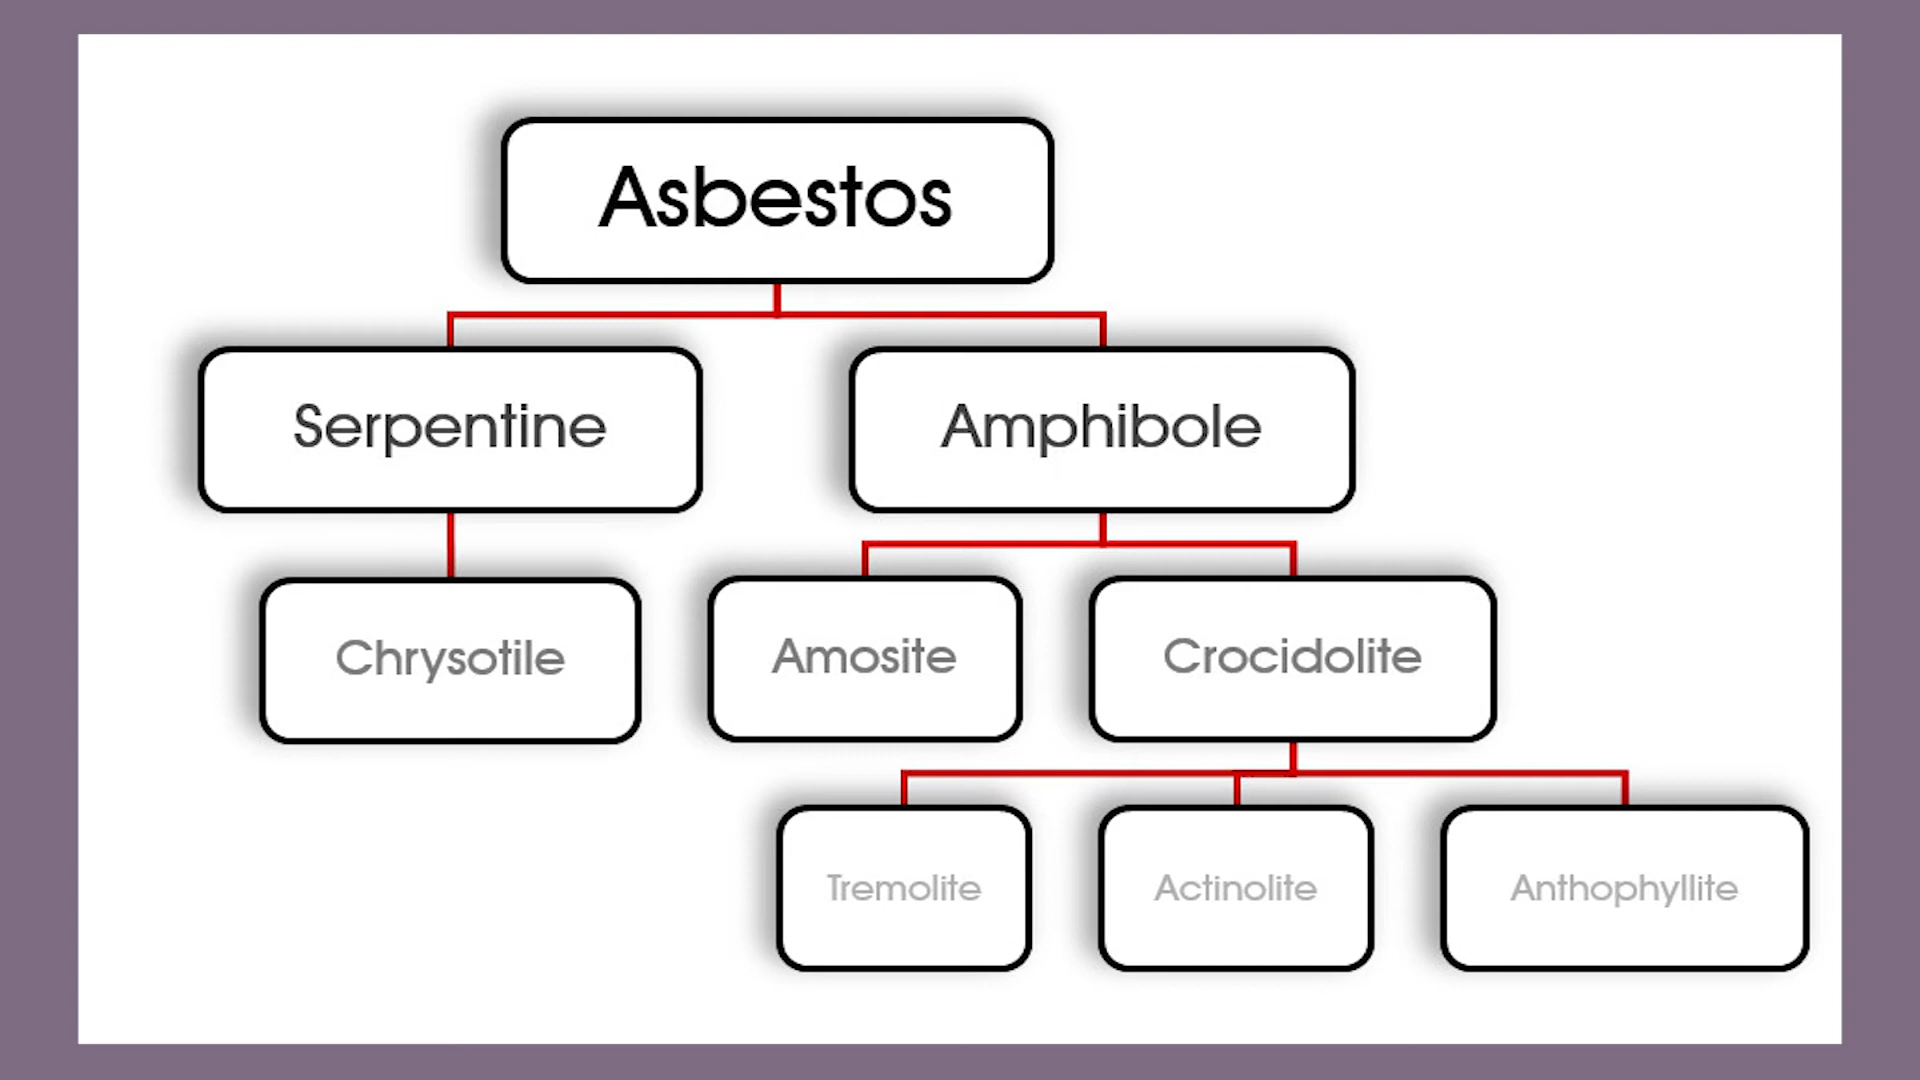 Asbestos
Serpentine
Amphibole
Chrysotile
Amosite
Crocidolite
Tremolite
Actinolite
Anthophyllite